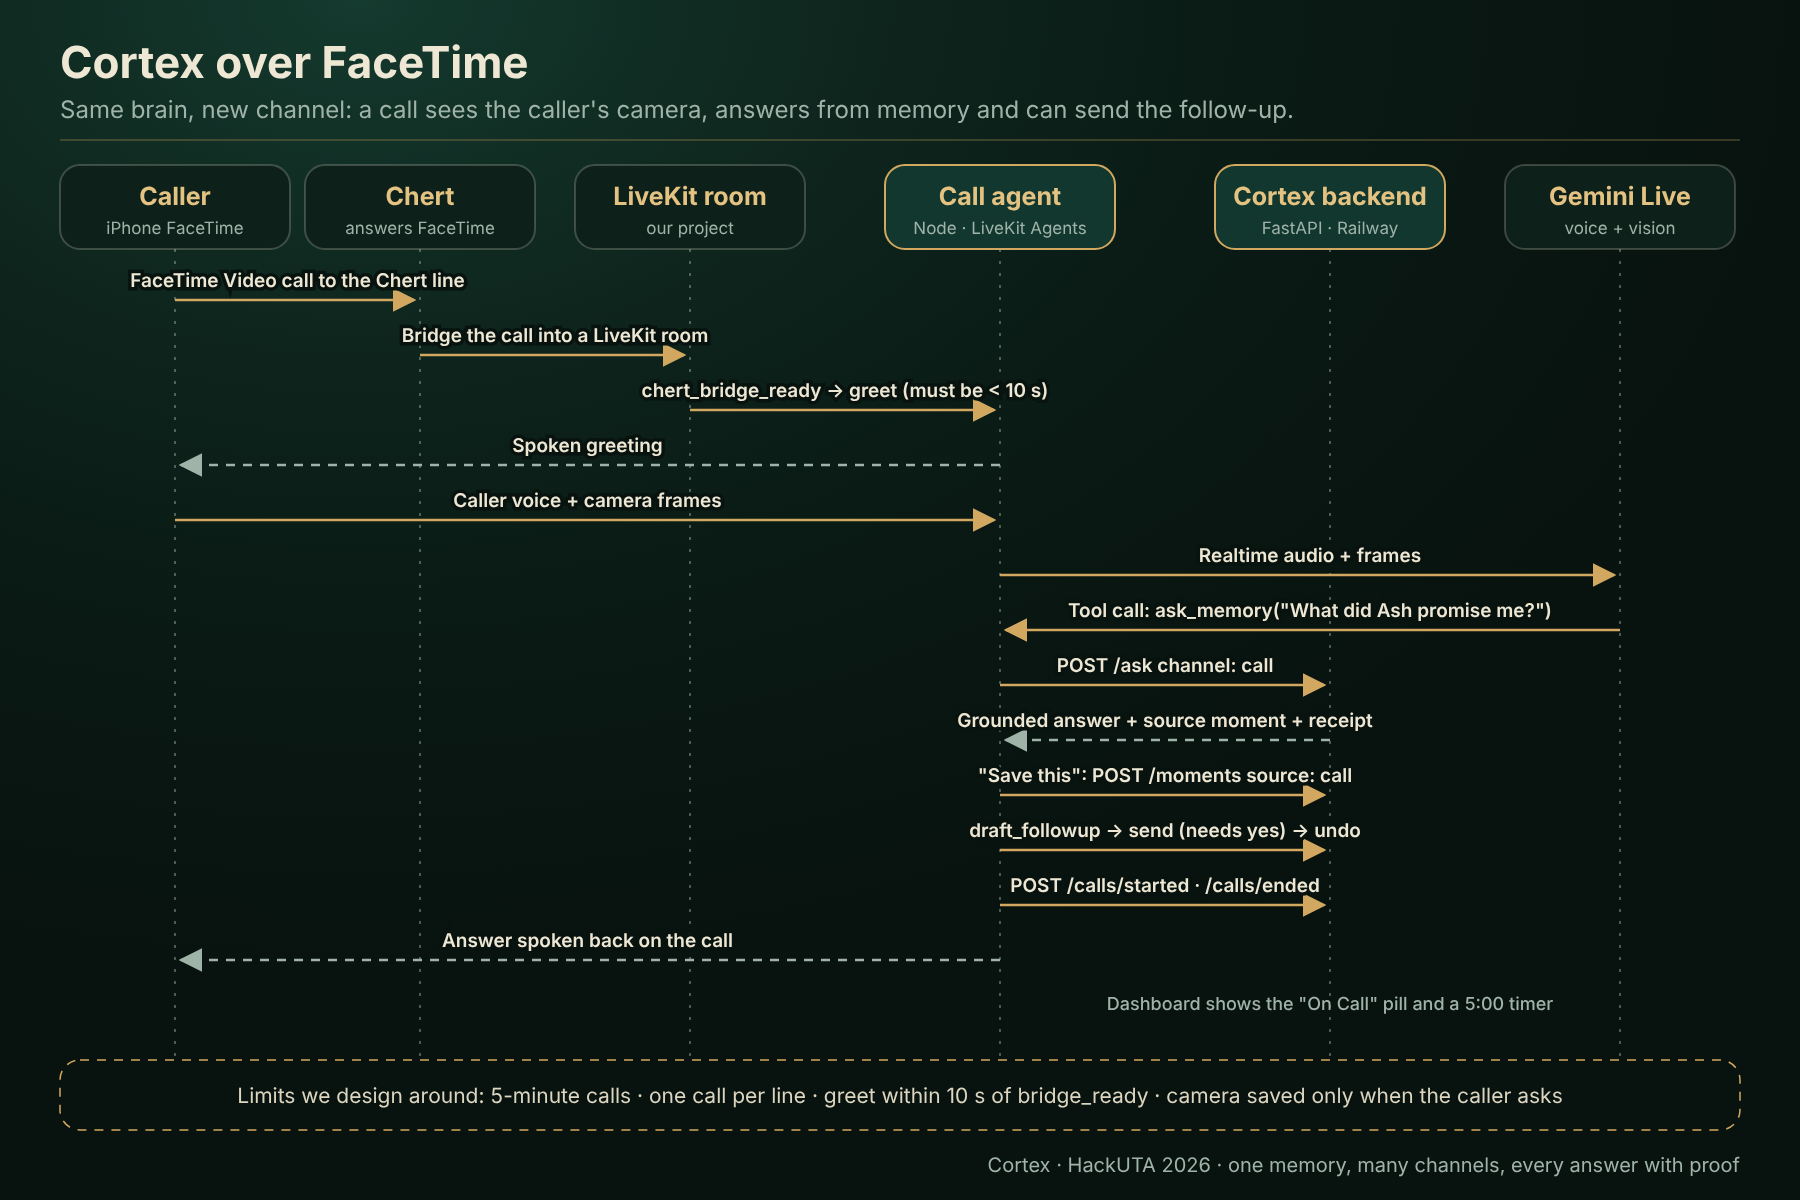 Cortex over FaceTime
Same brain, new channel: a call sees the caller's camera, answers from memory and can send the follow-up.
Caller
iPhone FaceTime
Chert
answers FaceTime
LiveKit room
our project
Call agent
Node · LiveKit Agents
Cortex backend
FastAPI · Railway
Gemini Live
voice + vision
FaceTime Video call to the Chert line
Bridge the call into a LiveKit room
chert_bridge_ready → greet (must be < 10 s)
Spoken greeting
Caller voice + camera frames
Realtime audio + frames
Tool call: ask_memory("What did Ash promise me?")
POST /ask channel: call
Grounded answer + source moment + receipt
"Save this": POST /moments source: call
draft_followup → send (needs yes) → undo
POST /calls/started · /calls/ended
Answer spoken back on the call
Dashboard shows the "On Call" pill and a 5:00 timer
Limits we design around: 5-minute calls · one call per line · greet within 10 s of bridge_ready · camera saved only when the caller asks
Cortex · HackUTA 2026 · one memory, many channels, every answer with proof